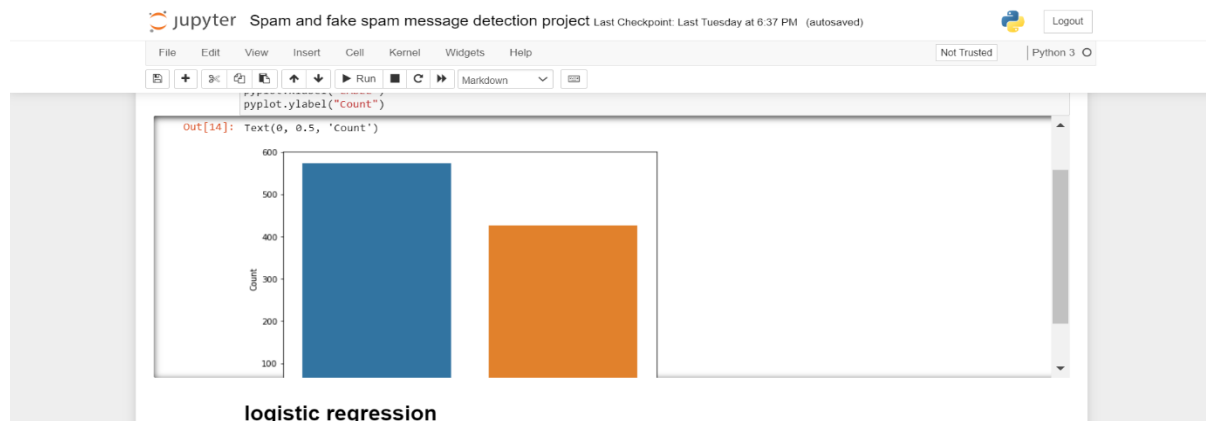 jupyter Spam and fake spam message detection project Last Checkpoint: Last Tuesday at 6:37 PM (autosaved) Logout
File Edit View Insert Cell Kernel Widgets Help Not Trusted Python 3
Run Markdown
pyplot.ylabel("Count")
Out[14]: Text(0, 0.5, 'Count')
600
500
400
300
200
100
Count
logistic regression